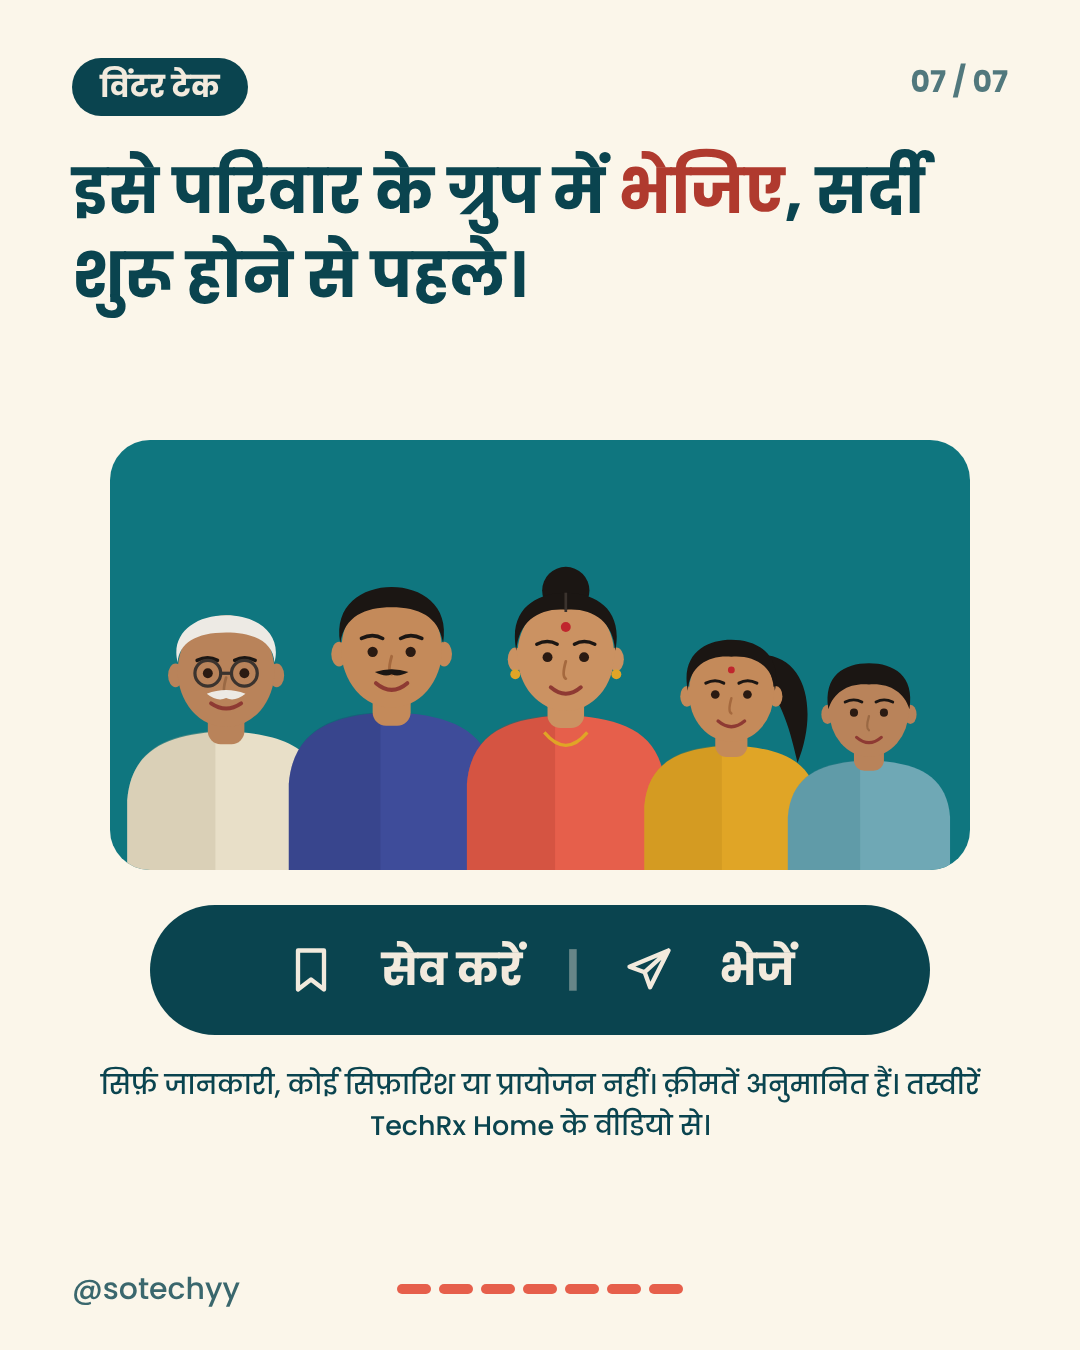 विंटर टेक
07 / 07
इसे परिवार के ग्रुप में भेजिए, सर्दी
शुरू होने से पहले।
सेव करें | भेजें
सिर्फ़ जानकारी, कोई सिफ़ारिश या प्रायोजन नहीं। क़ीमतें अनुमानित हैं। तस्वीरें
TechRx Home के वीडियो से।
@sotechyy